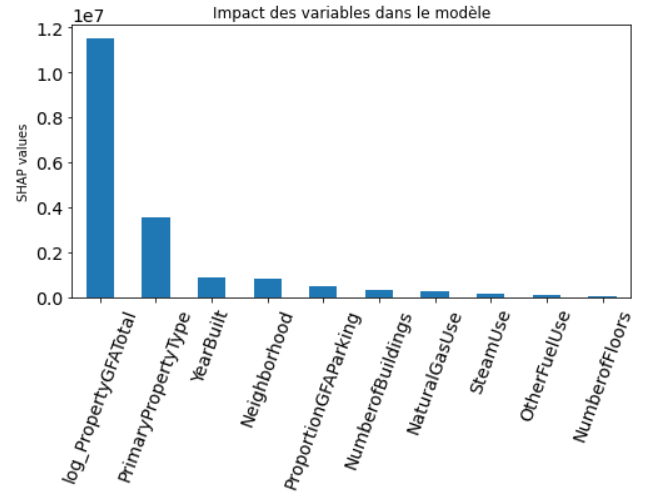 Impact des variables dans le modèle
1e7
1.2
1.0
0.8
0.6
0.4
0.2
0.0
SHAP values
log_PropertyGFATotal
PrimaryPropertyType
YearBuilt
Neighborhood
ProportionGFAParking
NumberofBuildings
NaturalGasUse
SteamUse
OtherFuelUse
NumberofFloors